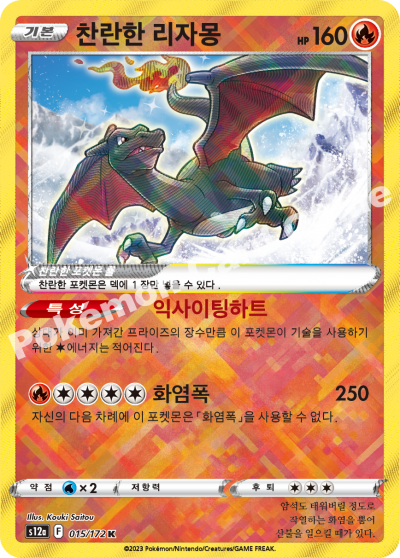 기본 찬란한 리자몽 HP 160
찬란한 포켓몬 룰
찬란한 포켓몬은 덱에 1장만 넣을 수 있다.
특성 익사이팅하트
상대가 이미 가져간 프라이즈의 장수만큼 이 포켓몬이 기술을 사용하기
위한 에너지는 적어진다.
화염폭 250
자신의 다음 차례에 이 포켓몬은 「화염폭」을 사용할 수 없다.
약점 ×2 저항력 후퇴
Illus. Kouki Saitou
s12a F 015/172 K
암석도 태워버릴 정도로
작열하는 화염을 뿜어
산불을 일으킬 때가 있다.
©2023 Pokémon/Nintendo/Creatures/GAME FREAK.